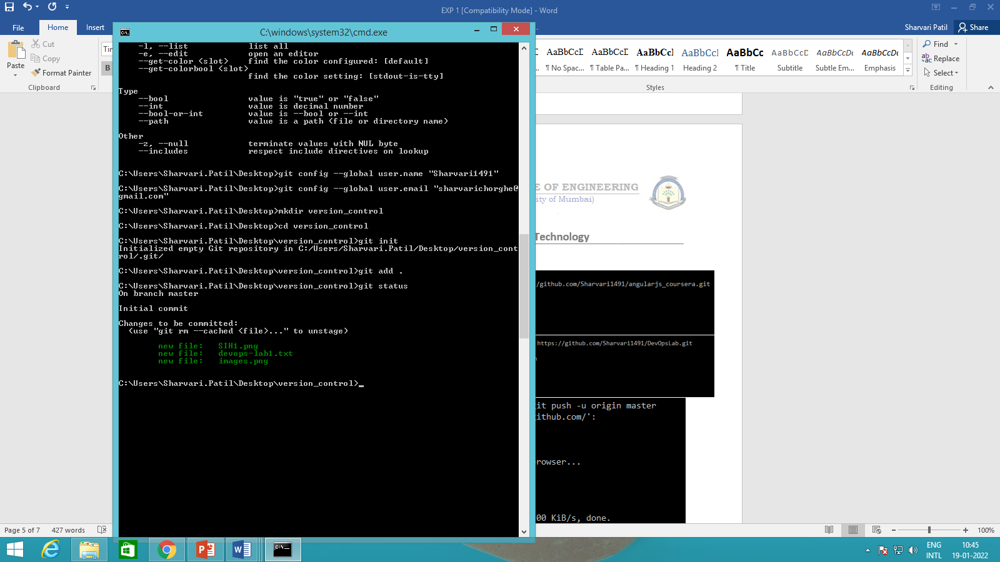 EXP 1 [Compatibility Mode] - Word
File
Home
Insert
Sharvari Patil
Share
Paste
Cut
Copy
Format Painter
Clipboard
B
AaBbCcD
AaBbCcD
AaBbCcI
AaBbCcI
AaBbCc
AaBbCcD
AaBbCcDc
AaBbCcDc
¶ No Spac...
¶ Table Pa...
¶ Heading 1
Heading 2
¶ Title
Subtitle
Subtle Em...
Emphasis
Styles
Find
Replace
Select
Editing
C:\windows\system32\cmd.exe
-l, --list list all
-e, --edit open an editor
--get-color <slot> find the color configured: [default]
--get-colorbool <slot>
find the color setting: [stdout-is-tty]
Type
--bool value is "true" or "false"
--int value is decimal number
--bool-or-int value is --bool or --int
--path value is a path (file or directory name)
Other
-z, --null terminate values with NUL byte
--includes respect include directives on lookup
C:\Users\Sharvari.Patil\Desktop>git config --global user.name "Sharvari1491"
C:\Users\Sharvari.Patil\Desktop>git config --global user.email "sharvarichorghe@
gmail.com"
C:\Users\Sharvari.Patil\Desktop>mkdir version_control
C:\Users\Sharvari.Patil\Desktop>cd version_control
C:\Users\Sharvari.Patil\Desktop\version_control>git init
Initialized empty Git repository in C:/Users/Sharvari.Patil/Desktop/version_cont
rol/.git/
C:\Users\Sharvari.Patil\Desktop\version_control>git add .
C:\Users\Sharvari.Patil\Desktop\version_control>git status
On branch master
Initial commit
Changes to be committed:
(use "git rm --cached <file>..." to unstage)
new file: SIH1.png
new file: devops-lab1.txt
new file: images.png
C:\Users\Sharvari.Patil\Desktop\version_control>_
E OF ENGINEERING
ity of Mumbai)
Technology
/github.com/Sharvari1491/angularjs_coursera.git
https://github.com/Sharvari1491/DevOpsLab.git
git push -u origin master
github.com/':
browser...
00 KiB/s, done.
Page 5 of 7
427 words
100%
ENG
INTL
10:45
19-01-2022